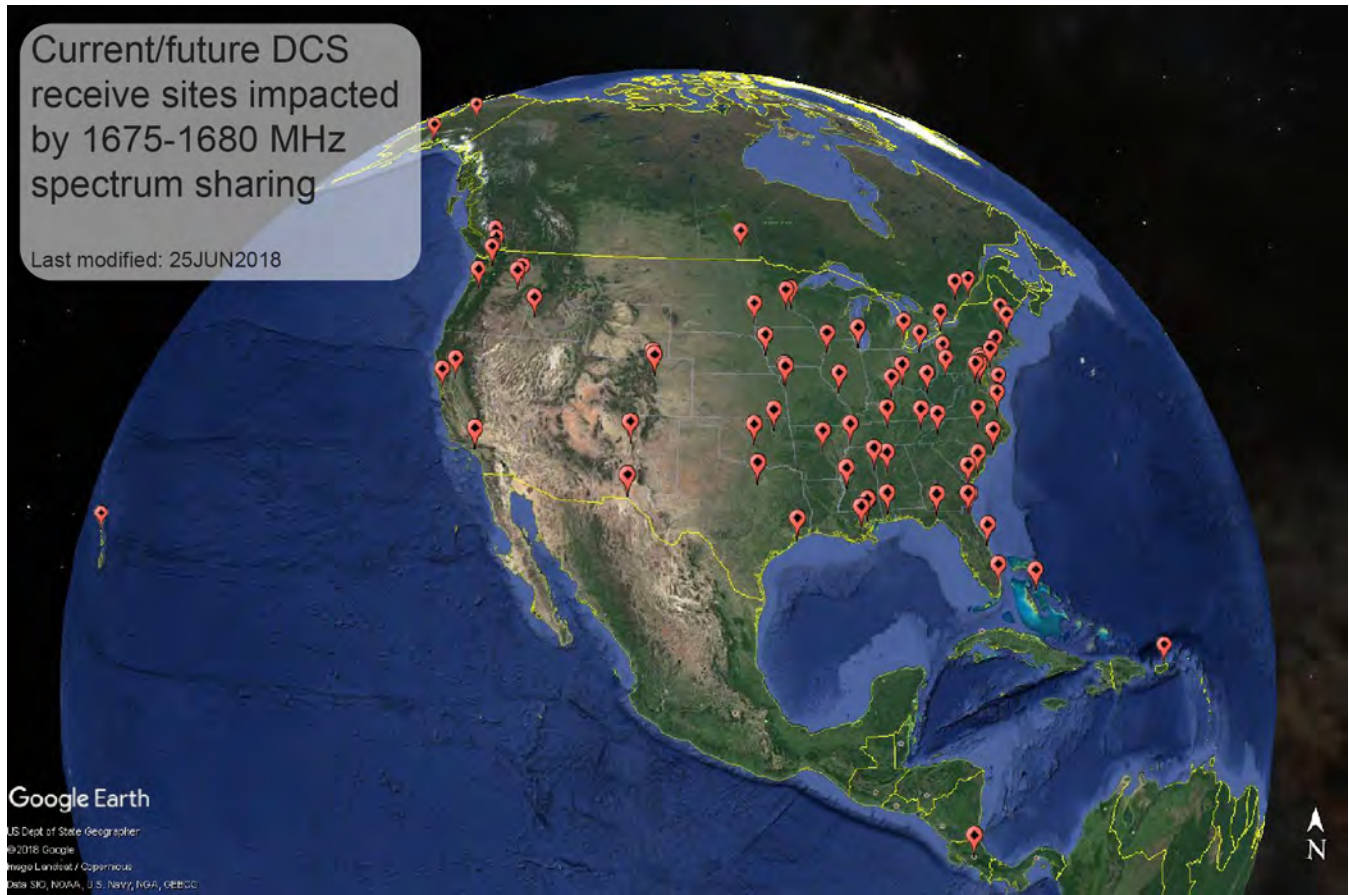 Current/future DCS
receive sites impacted
by 1675-1680 MHz
spectrum sharing
Last modified: 25JUN2018
Google Earth
US Dept of State Geographer
©2018 Google
Image Landsat / Copernicus
Data SIO, NOAA, U.S. Navy, NGA, GEBCO
N